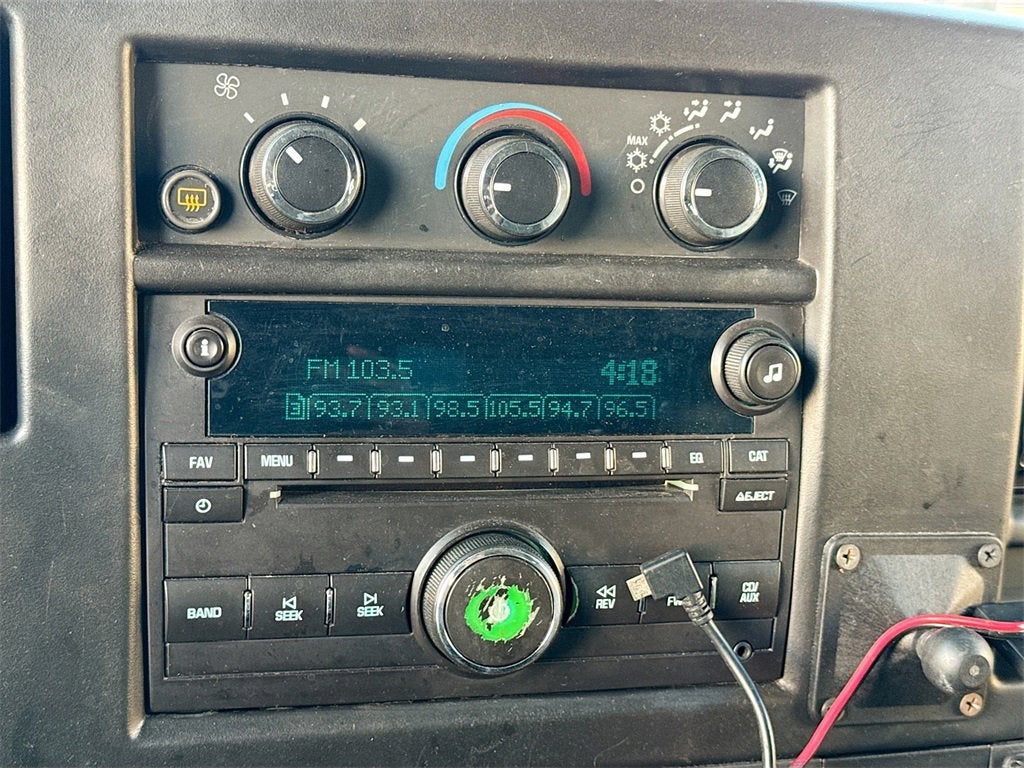 MAX
i
FM 103.5 4:18
3 93.7 93.1 98.5 105.5 94.7 96.5
FAV MENU EQ CAT
BAND SEEK SEEK REV CD/
AUX